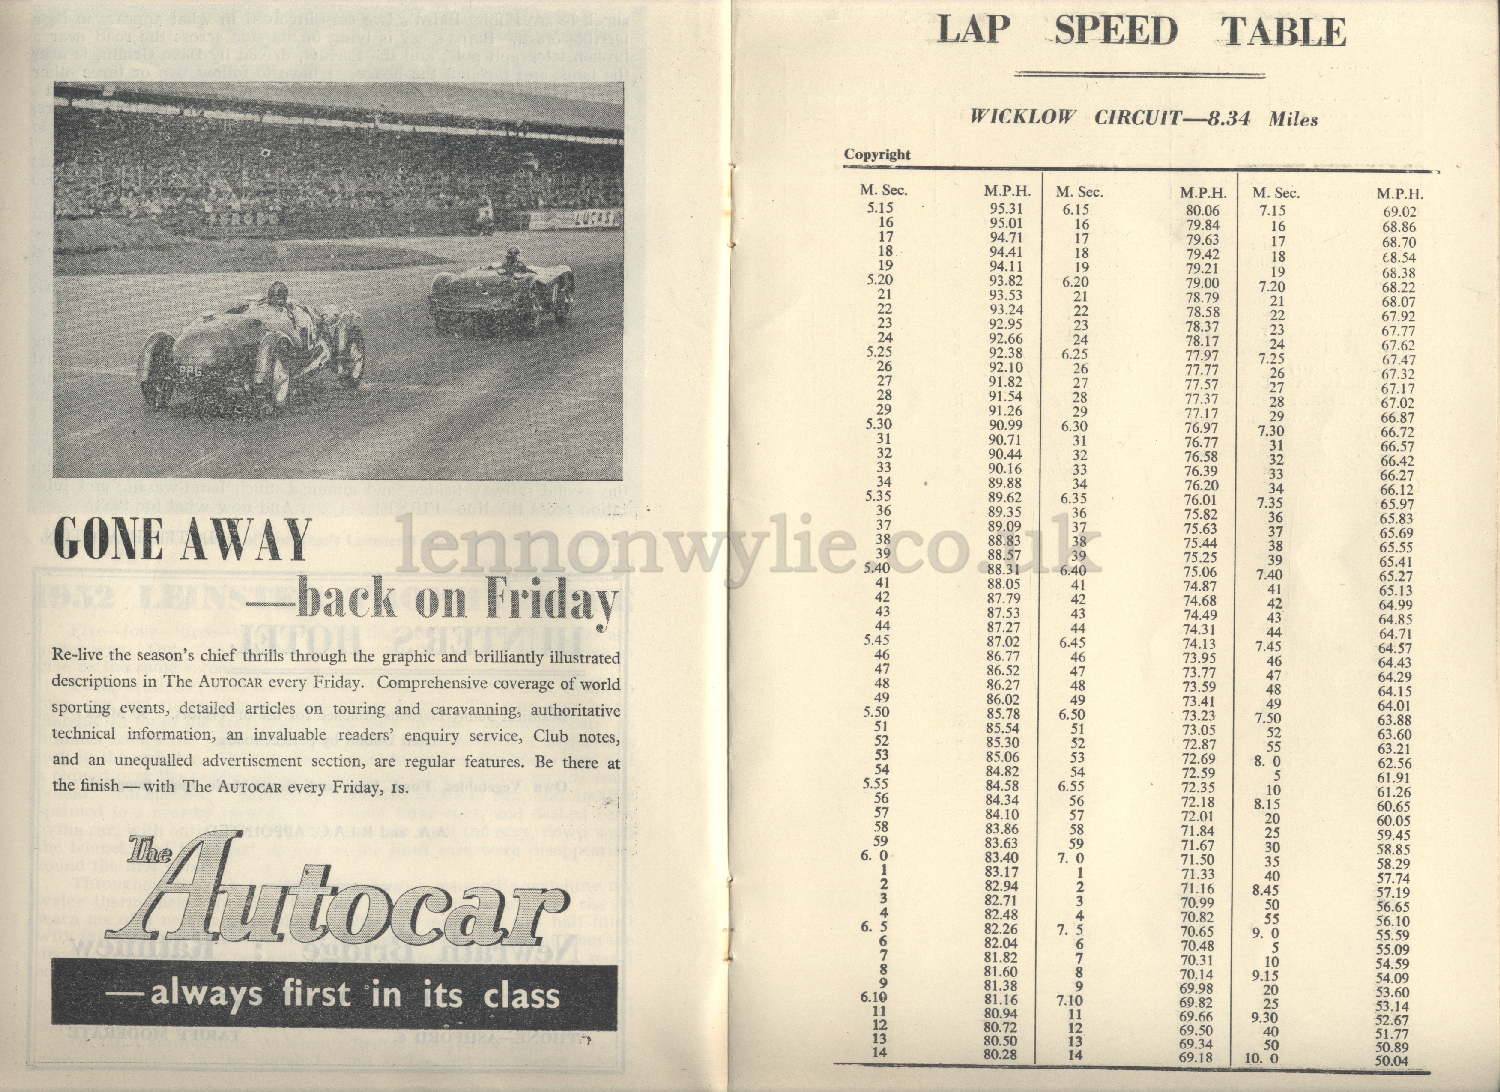 LUCAS
GONE AWAY
—back on Friday
Re-live the season's chief thrills through the graphic and brilliantly illustrated
descriptions in The AUTOCAR every Friday. Comprehensive coverage of world
sporting events, detailed articles on touring and caravanning, authoritative
technical information, an invaluable readers' enquiry service, Club notes,
and an unequalled advertisement section, are regular features. Be there at
the finish — with The AUTOCAR every Friday, 1s.
The Autocar
—always first in its class
LAP SPEED TABLE
WICKLOW CIRCUIT—8.34 Miles
Copyright
M. Sec. M.P.H. M. Sec. M.P.H. M. Sec. M.P.H.
5.15 95.31 6.15 80.06 7.15 69.02
16 95.01 16 79.84 16 68.86
17 94.71 17 79.63 17 68.70
18 94.41 18 79.42 18 68.54
19 94.11 19 79.21 19 68.38
5.20 93.82 6.20 79.00 7.20 68.22
21 93.53 21 78.79 21 68.07
22 93.24 22 78.58 22 67.92
23 92.95 23 78.37 23 67.77
24 92.66 24 78.17 24 67.62
5.25 92.38 6.25 77.97 7.25 67.47
26 92.10 26 77.77 26 67.32
27 91.82 27 77.57 27 67.17
28 91.54 28 77.37 28 67.02
29 91.26 29 77.17 29 66.87
5.30 90.99 6.30 76.97 7.30 66.72
31 90.71 31 76.77 31 66.57
32 90.44 32 76.58 32 66.42
33 90.16 33 76.39 33 66.27
34 89.88 34 76.20 34 66.12
5.35 89.62 6.35 76.01 7.35 65.97
36 89.35 36 75.82 36 65.83
37 89.09 37 75.63 37 65.69
38 88.83 38 75.44 38 65.55
39 88.57 39 75.25 39 65.41
5.40 88.31 6.40 75.06 7.40 65.27
41 88.05 41 74.87 41 65.13
42 87.79 42 74.68 42 64.99
43 87.53 43 74.49 43 64.85
44 87.27 44 74.31 44 64.71
5.45 87.02 6.45 74.13 7.45 64.57
46 86.77 46 73.95 46 64.43
47 86.52 47 73.77 47 64.29
48 86.27 48 73.59 48 64.15
49 86.02 49 73.41 49 64.01
5.50 85.78 6.50 73.23 7.50 63.88
51 85.54 51 73.05 52 63.60
52 85.30 52 72.87 55 63.21
53 85.06 53 72.69 8. 0 62.56
54 84.82 54 72.59 5 61.91
5.55 84.58 6.55 72.35 10 61.26
56 84.34 56 72.18 8.15 60.65
57 84.10 57 72.01 20 60.05
58 83.86 58 71.84 25 59.45
59 83.63 59 71.67 30 58.85
6. 0 83.40 7. 0 71.50 35 58.29
1 83.17 1 71.33 40 57.74
2 82.94 2 71.16 8.45 57.19
3 82.71 3 70.99 50 56.65
4 82.48 4 70.82 55 56.10
6. 5 82.26 7. 5 70.65 9. 0 55.59
6 82.04 6 70.48 5 55.09
7 81.82 7 70.31 10 54.59
8 81.60 8 70.14 9.15 54.09
9 81.38 9 69.98 20 53.60
6.10 81.16 7.10 69.82 25 53.14
11 80.94 11 69.66 9.30 52.67
12 80.72 12 69.50 40 51.77
13 80.50 13 69.34 50 50.89
14 80.28 14 69.18 10. 0 50.04
lennonwylie.co.uk